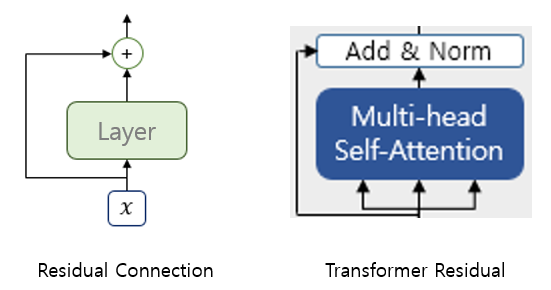 +
Layer
x
Residual Connection
Add & Norm
Multi-head
Self-Attention
Transformer Residual